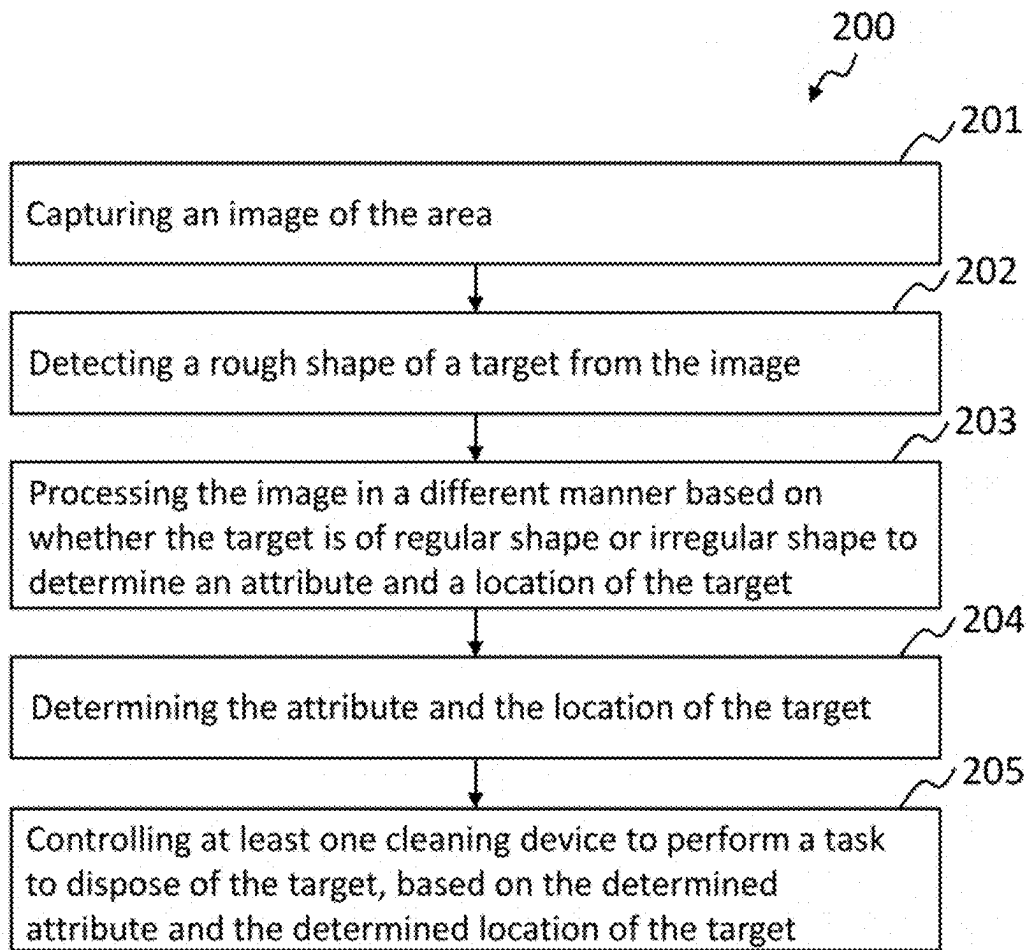 200
201
Capturing an image of the area
202
Detecting a rough shape of a target from the image
203
Processing the image in a different manner based on
whether the target is of regular shape or irregular shape to
determine an attribute and a location of the target
204
Determining the attribute and the location of the target
205
Controlling at least one cleaning device to perform a task
to dispose of the target, based on the determined
attribute and the determined location of the target